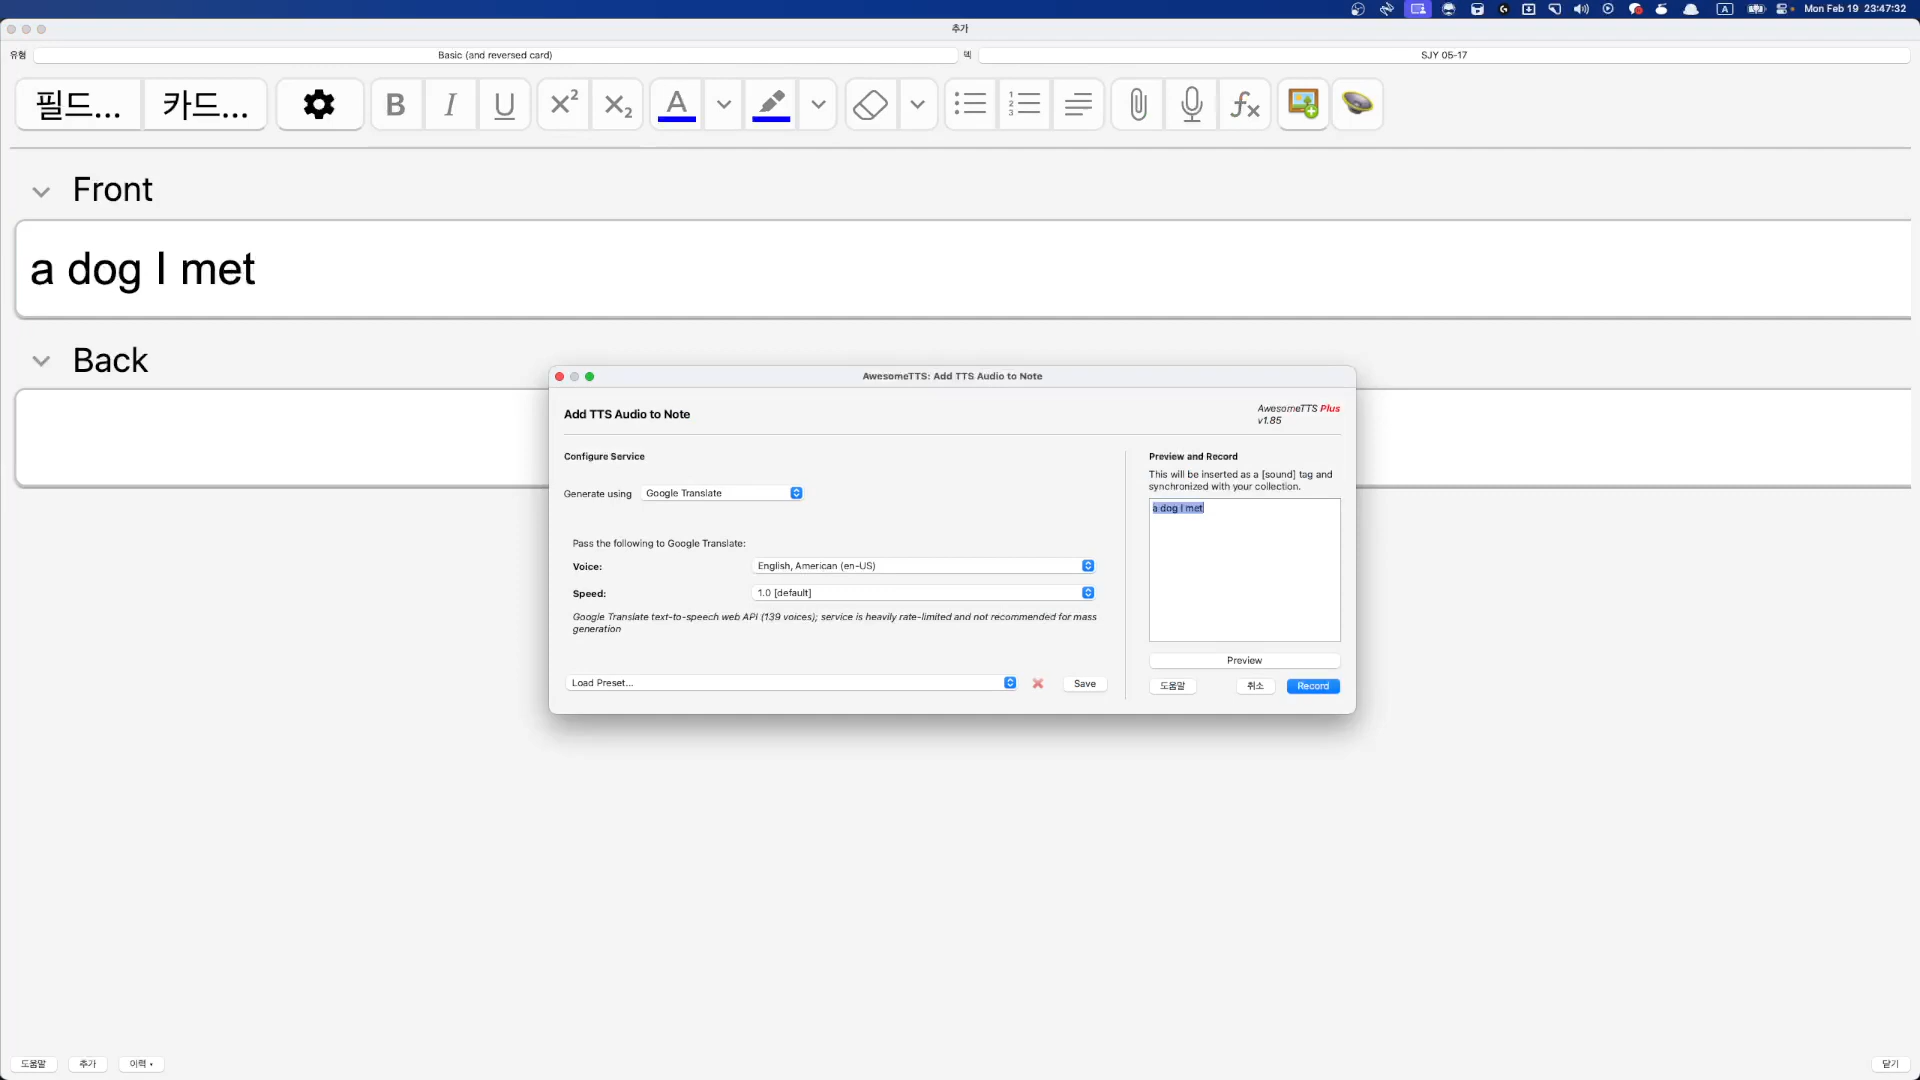 Mon Feb 19 23:47:32
추가
유형
Basic (and reversed card)
덱
SJY 05-17
필드...
카드...
B
I
U
X²
X₂
A
fx
Front
a dog I met
Back
AwesomeTTS: Add TTS Audio to Note
Add TTS Audio to Note
AwesomeTTS Plus
v1.85
Configure Service
Generate using
Google Translate
Pass the following to Google Translate:
Voice:
English, American (en-US)
Speed:
1.0 [default]
Google Translate text-to-speech web API (139 voices); service is heavily rate-limited and not recommended for mass
generation
Load Preset...
Save
Preview and Record
This will be inserted as a [sound] tag and
synchronized with your collection.
a dog I met
Preview
도움말
취소
Record
도움말
추가
이력
닫기